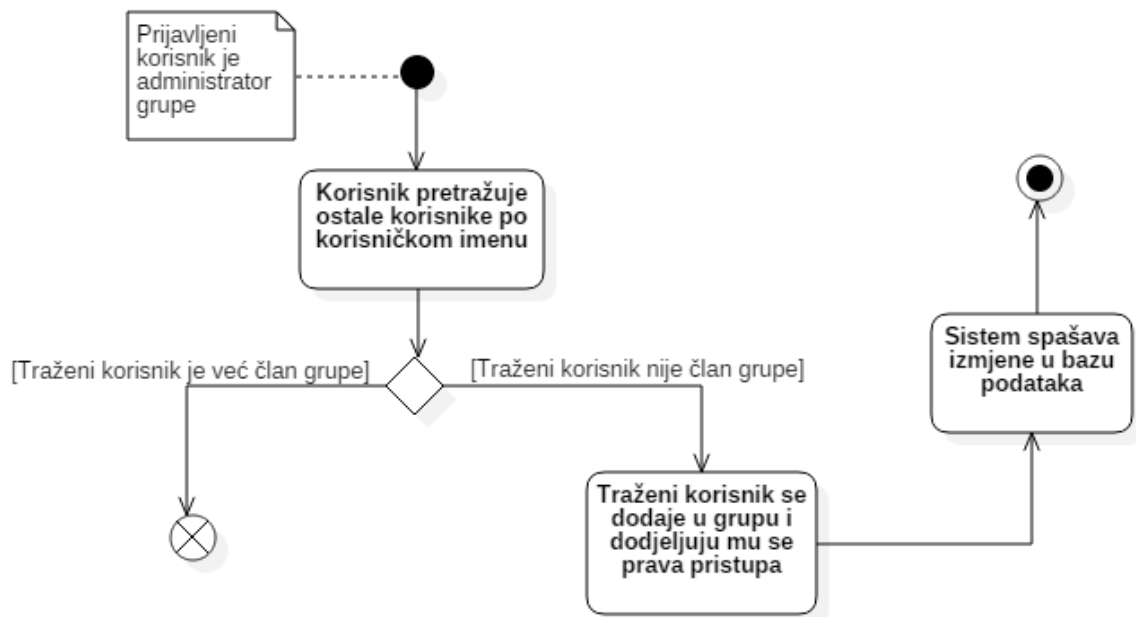 Prijavljeni
korisnik je
administrator
grupe
Korisnik pretražuje
ostale korisnike po
korisničkom imenu
[Traženi korisnik je već član grupe]
[Traženi korisnik nije član grupe]
Traženi korisnik se
dodaje u grupu i
dodjeljuju mu se
prava pristupa
Sistem spašava
izmjene u bazu
podataka